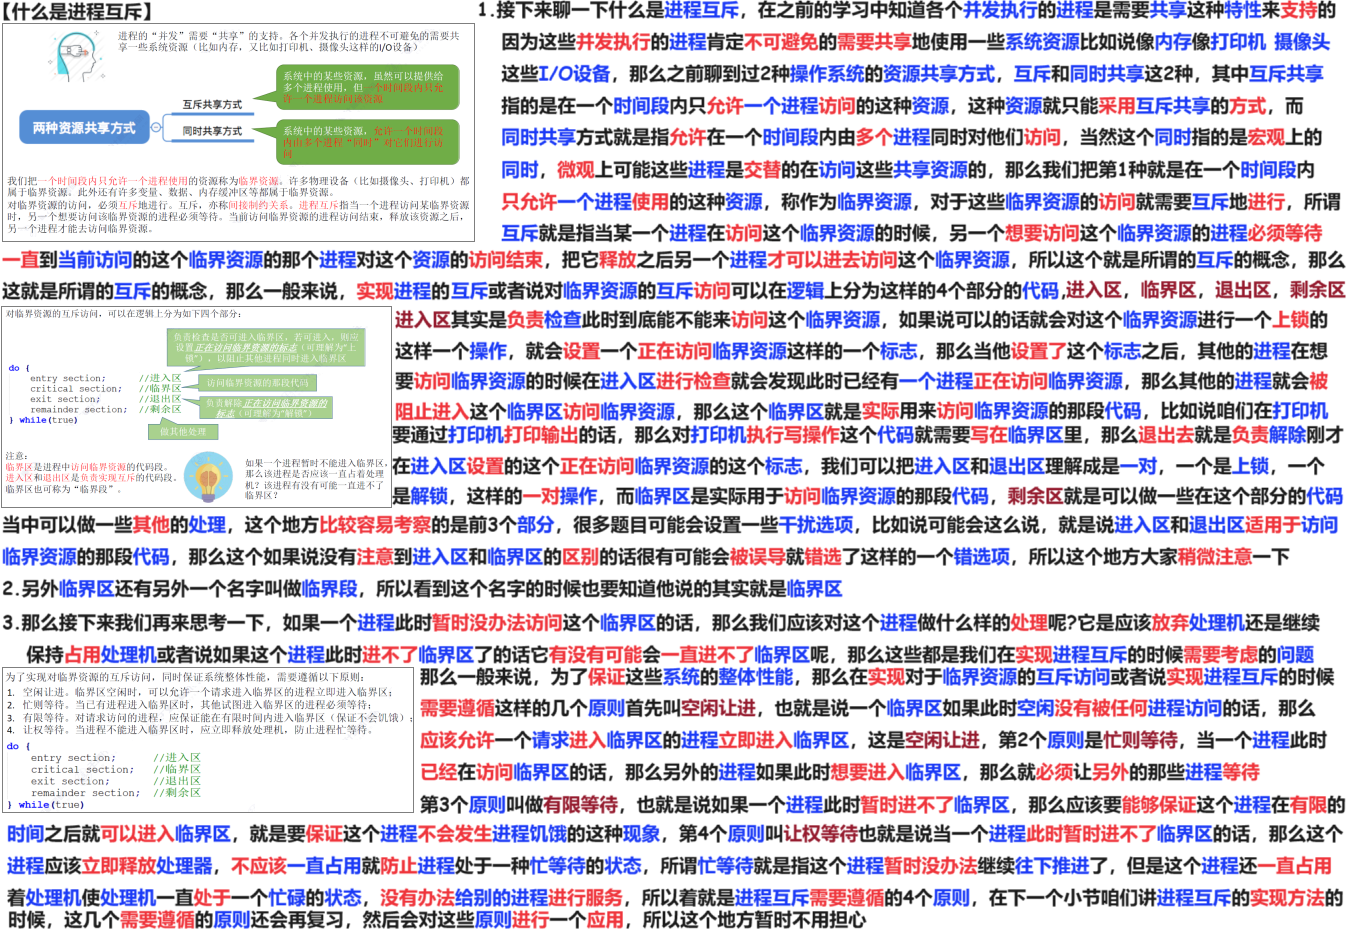 【什么是进程互斥】
进程的“并发”需要“共享”的支持。各个并发执行的进程不可避免的需要共
享一些系统资源（比如内存，又比如打印机、摄像头这样的I/O设备）
两种资源共享方式
互斥共享方式
系统中的某些资源，虽然可以提供给
多个进程使用，但一个时间段内只允
许一个进程访问该资源
同时共享方式
系统中的某些资源，允许一个时间段
内由多个进程“同时”对它们进行访
问
我们把一个时间段内只允许一个进程使用的资源称为临界资源。许多物理设备（比如摄像头、打印机）都
属于临界资源。此外还有许多变量、数据、内存缓冲区等都属于临界资源。
对临界资源的访问，必须互斥地进行。互斥，亦称间接制约关系。进程互斥指当一个进程访问某临界资源
时，另一个想要访问该临界资源的进程必须等待。当前访问临界资源的进程访问结束，释放该资源之后，
另一个进程才能去访问临界资源。
1.接下来聊一下什么是进程互斥，在之前的学习中知道各个并发执行的进程是需要共享这种特性来支持的
因为这些并发执行的进程肯定不可避免的需要共享地使用一些系统资源比如说像内存像打印机 摄像头
这些I/O设备，那么之前聊到过2种操作系统的资源共享方式，互斥和同时共享这2种，其中互斥共享
指的是在一个时间段内只允许一个进程访问的这种资源，这种资源就只能采用互斥共享的方式，而
同时共享方式就是指允许在一个时间段内由多个进程同时对他们访问，当然这个同时指的是宏观上的
同时，微观上可能这些进程是交替的在访问这些共享资源的，那么我们把第1种就是在一个时间段内
只允许一个进程使用的这种资源，称作为临界资源，对于这些临界资源的访问就需要互斥地进行，所谓
互斥就是指当某一个进程在访问这个临界资源的时候，另一个想要访问这个临界资源的进程必须等待
一直到当前访问的这个临界资源的那个进程对这个资源的访问结束，把它释放之后另一个进程才可以进去访问这个临界资源，所以这个就是所谓的互斥的概念，那么
这就是所谓的互斥的概念，那么一般来说，实现进程的互斥或者说对临界资源的互斥访问可以在逻辑上分为这样的4个部分的代码,进入区，临界区，退出区，剩余区
对临界资源的互斥访问，可以在逻辑上分为如下四个部分：
负责检查是否可进入临界区，若可进入，则应
设置正在访问临界资源的标志（可理解为“上
锁”），以阻止其他进程同时进入临界区
do {
entry section; //进入区
critical section; //临界区
exit section; //退出区
remainder section; //剩余区
} while(true)
访问临界资源的那段代码
负责解除正在访问临界资源的
标志（可理解为“解锁”）
做其他处理
注意：
临界区是进程中访问临界资源的代码段。
进入区和退出区是负责实现互斥的代码段。
临界区也可称为“临界段”。
如果一个进程暂时不能进入临界区，
那么该进程是否应该一直占着处理
机？该进程有没有可能一直进不了
临界区？
进入区其实是负责检查此时到底能不能来访问这个临界资源，如果说可以的话就会对这个临界资源进行一个上锁的
这样一个操作，就会设置一个正在访问临界资源这样的一个标志，那么当他设置了这个标志之后，其他的进程在想
要访问临界资源的时候在进入区进行检查就会发现此时已经有一个进程正在访问临界资源，那么其他的进程就会被
阻止进入这个临界区访问临界资源，那么这个临界区就是实际用来访问临界资源的那段代码，比如说咱们在打印机
要通过打印机打印输出的话，那么对打印机执行写操作这个代码就需要写在临界区里，那么退出去就是负责解除刚才
在进入区设置的这个正在访问临界资源的这个标志，我们可以把进入区和退出区理解成是一对，一个是上锁，一个
是解锁，这样的一对操作，而临界区是实际用于访问临界资源的那段代码，剩余区就是可以做一些在这个部分的代码
当中可以做一些其他的处理，这个地方比较容易考察的是前3个部分，很多题目可能会设置一些干扰选项，比如说可能会这么说，就是说进入区和退出区适用于访问
临界资源的那段代码，那么这个如果说没有注意到进入区和临界区的区别的话很有可能会被误导就错选了这样的一个错选项，所以这个地方大家稍微注意一下
2.另外临界区还有另外一个名字叫做临界段，所以看到这个名字的时候也要知道他说的其实就是临界区
3.那么接下来我们再来思考一下，如果一个进程此时暂时没办法访问这个临界区的话，那么我们应该对这个进程做什么样的处理呢?它是应该放弃处理机还是继续
保持占用处理机或者说如果这个进程此时进不了临界区了的话它有没有可能会一直进不了临界区呢，那么这些都是我们在实现进程互斥的时候需要考虑的问题
为了实现对临界资源的互斥访问，同时保证系统整体性能，需要遵循以下原则：
1. 空闲让进。临界区空闲时，可以允许一个请求进入临界区的进程立即进入临界区；
2. 忙则等待。当已有进程进入临界区时，其他试图进入临界区的进程必须等待；
3. 有限等待。对请求访问的进程，应保证能在有限时间内进入临界区（保证不会饥饿）；
4. 让权等待。当进程不能进入临界区时，应立即释放处理机，防止进程忙等待。
do {
entry section; //进入区
critical section; //临界区
exit section; //退出区
remainder section; //剩余区
} while(true)
那么一般来说，为了保证这些系统的整体性能，那么在实现对于临界资源的互斥访问或者说实现进程互斥的时候
需要遵循这样的几个原则首先叫空闲让进，也就是说一个临界区如果此时空闲没有被任何进程访问的话，那么
应该允许一个请求进入临界区的进程立即进入临界区，这是空闲让进，第2个原则是忙则等待，当一个进程此时
已经在访问临界区的话，那么另外的进程如果此时想要进入临界区，那么就必须让另外的那些进程等待
第3个原则叫做有限等待，也就是说如果一个进程此时暂时进不了临界区，那么应该要能够保证这个进程在有限的
时间之后就可以进入临界区，就是要保证这个进程不会发生进程饥饿的这种现象，第4个原则叫让权等待也就是说当一个进程此时暂时进不了临界区的话，那么这个
进程应该立即释放处理器，不应该一直占用就防止进程处于一种忙等待的状态，所谓忙等待就是指这个进程暂时没办法继续往下推进了，但是这个进程还一直占用
着处理机使处理机一直处于一个忙碌的状态，没有办法给别的进程进行服务，所以着就是进程互斥需要遵循的4个原则，在下一个小节咱们讲进程互斥的实现方法的
时候，这几个需要遵循的原则还会再复习，然后会对这些原则进行一个应用，所以这个地方暂时不用担心